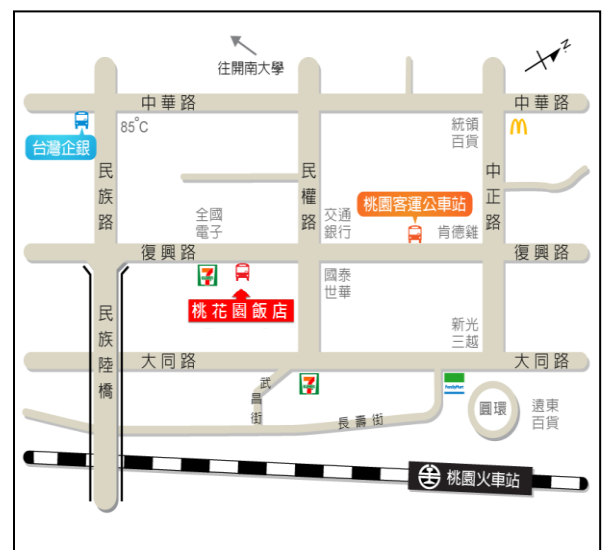 N
往開南大學
中華路
中華路
85°C
統領
百貨
台灣企銀
民族路
民權路
中正路
桃園客運公車站
全國
電子
交通
銀行
肯德雞
復興路
復興路
7
ELEVEN
國泰
世華
桃花園飯店
民族陸橋
新光
三越
大同路
大同路
武昌街
7
ELEVEN
FamilyMart
長壽街
圓環
遠東
百貨
桃園火車站